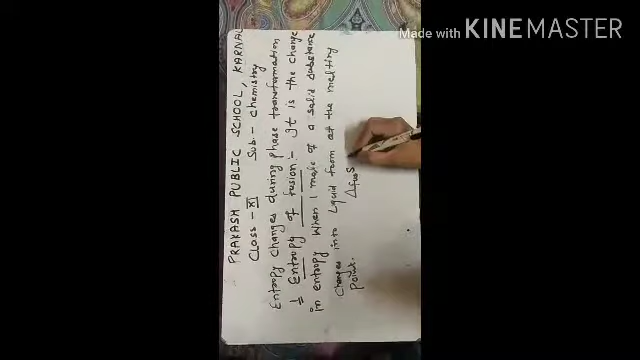 Made with KINEMASTER
PRAKASH PUBLIC SCHOOL, KARNAL
Class - XI Sub. - Chemistry
Entropy changes during phase transformation
1 Entropy of fusion:- It is the change
in entropy when 1 mole of a solid substance
changes into Liquid form at the melting
point.
Δfus S